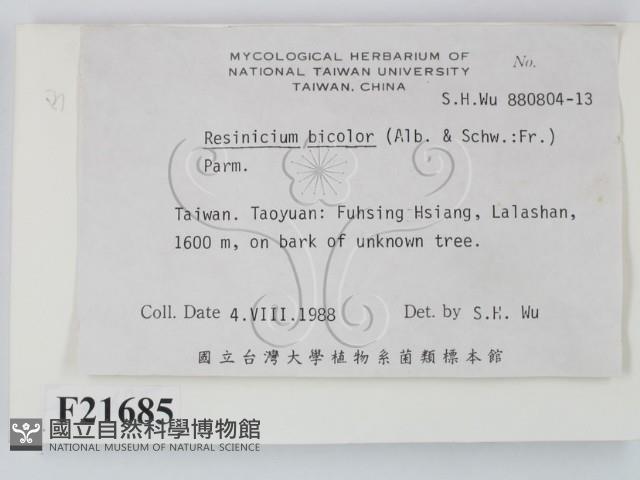 MYCOLOGICAL HERBARIUM OF
NATIONAL TAIWAN UNIVERSITY
TAIWAN, CHINA
No.
S.H.Wu 880804-13
Resinicium bicolor (Alb. & Schw.:Fr.)
Parm.
Taiwan. Taoyuan: Fuhsing Hsiang, Lalashan,
1600 m, on bark of unknown tree.
Coll. Date 4.VIII.1988 Det. by S.H. Wu
國立台灣大學植物系菌類標本館
F21685
國立自然科學博物館
NATIONAL MUSEUM OF NATURAL SCIENCE